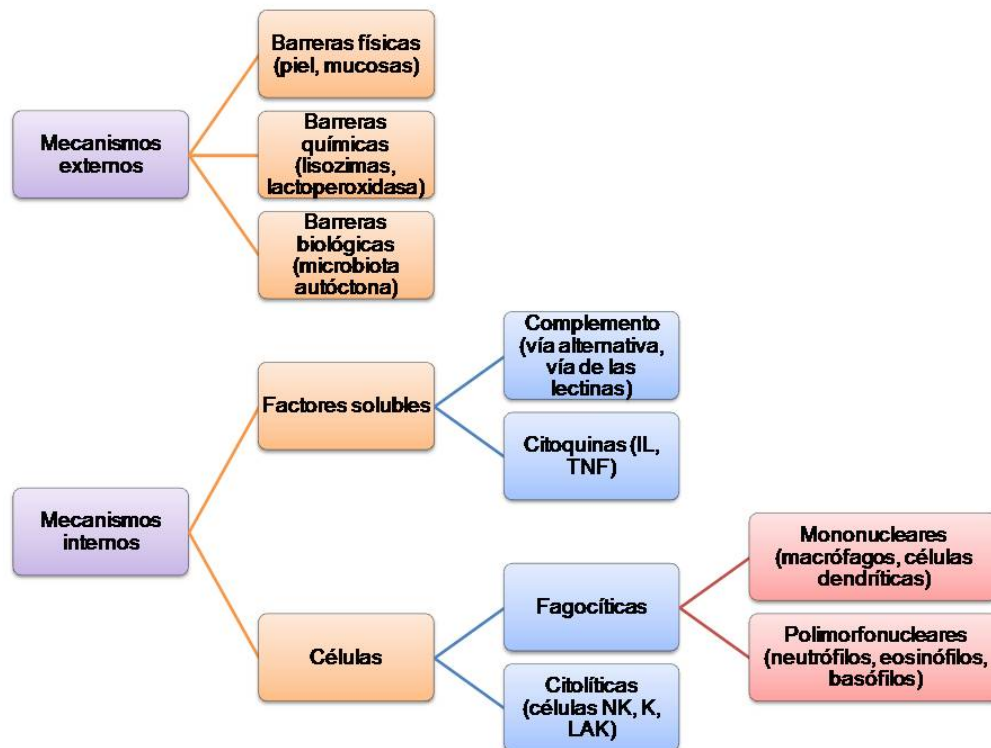 Barreras físicas
(piel, mucosas)
Mecanismos
externos
Barreras
químicas
(lisozimas,
lactoperoxidasa)
Barreras
biológicas
(microbiota
autóctona)
Mecanismos
internos
Factores solubles
Complemento
(vía alternativa,
vía de las
lectinas)
Citoquinas (IL,
TNF)
Células
Fagocíticas
Mononucleares
(macrófagos, células
dendríticas)
Polimorfonucleares
(neutrófilos, eosinófilos,
basófilos)
Citolíticas
(células NK, K,
LAK)